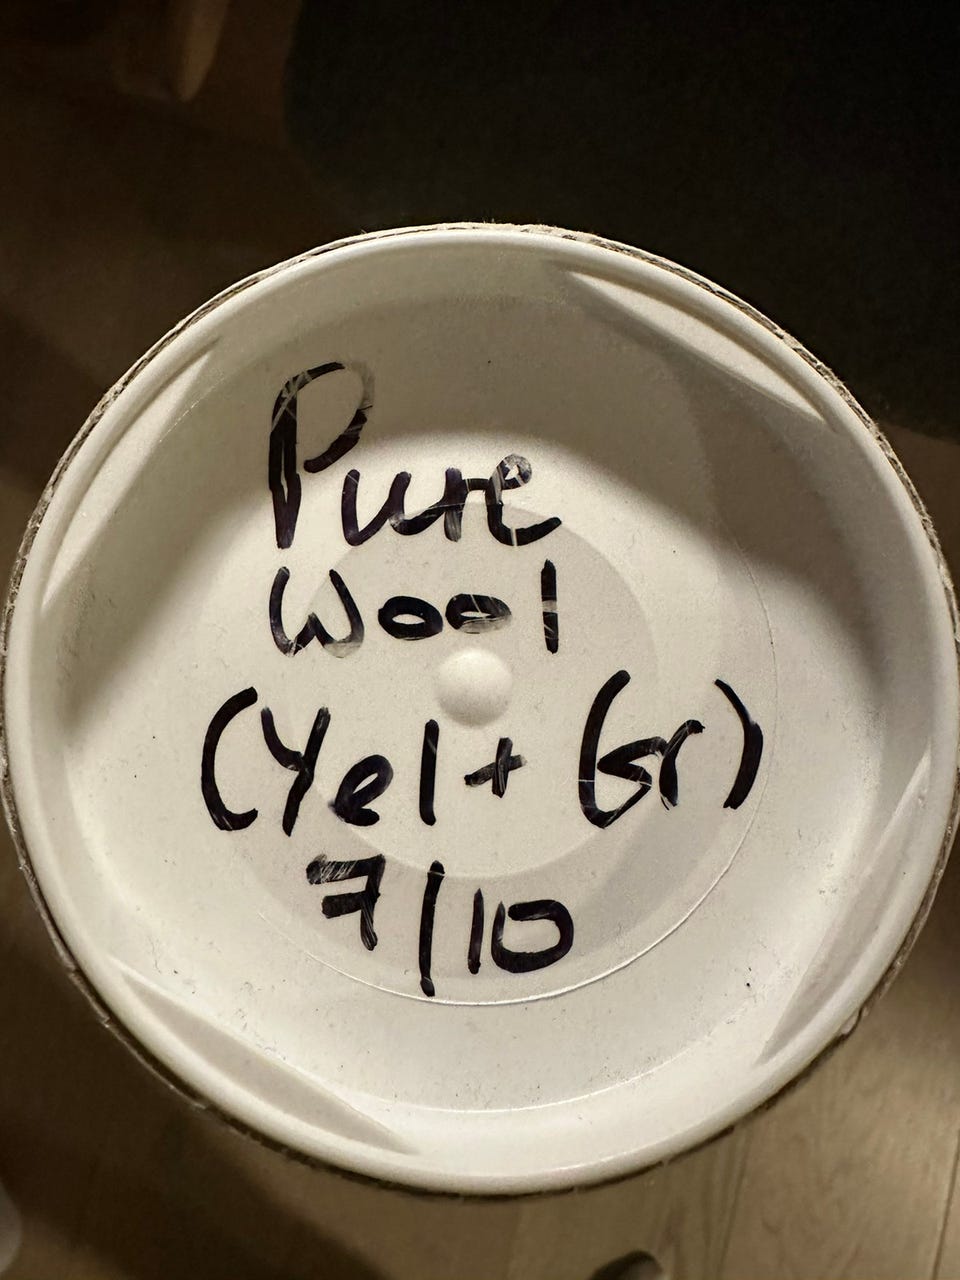 Pure
Wool
(Yel + Gr)
7/10